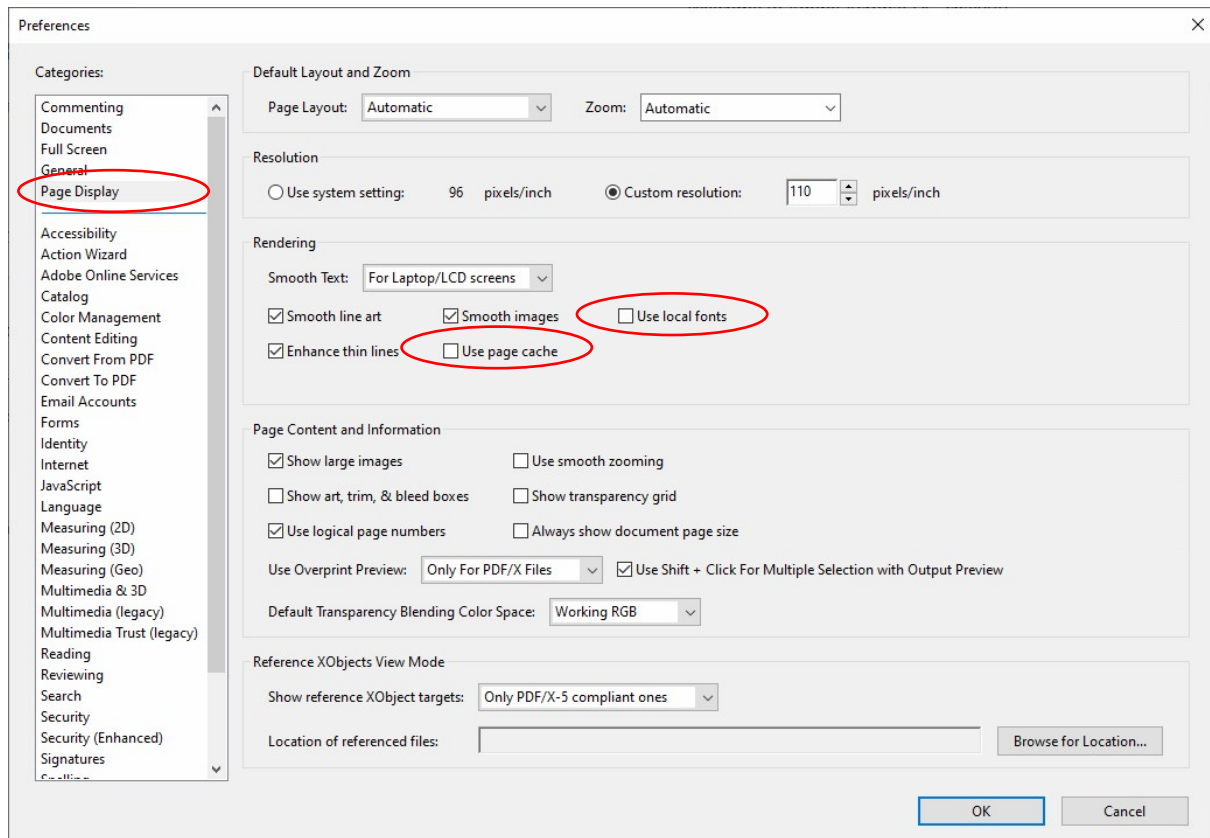 Preferences
Categories:
Commenting
Documents
Full Screen
General
Page Display
Accessibility
Action Wizard
Adobe Online Services
Catalog
Color Management
Content Editing
Convert From PDF
Convert To PDF
Email Accounts
Forms
Identity
Internet
JavaScript
Language
Measuring (2D)
Measuring (3D)
Measuring (Geo)
Multimedia & 3D
Multimedia (legacy)
Multimedia Trust (legacy)
Reading
Reviewing
Search
Security
Security (Enhanced)
Signatures
Default Layout and Zoom
Page Layout: Automatic Zoom: Automatic
Resolution
Use system setting: 96 pixels/inch Custom resolution: 110 pixels/inch
Rendering
Smooth Text: For Laptop/LCD screens
Smooth line art Smooth images Use local fonts
Enhance thin lines Use page cache
Page Content and Information
Show large images Use smooth zooming
Show art, trim, & bleed boxes Show transparency grid
Use logical page numbers Always show document page size
Use Overprint Preview: Only For PDF/X Files Use Shift + Click For Multiple Selection with Output Preview
Default Transparency Blending Color Space: Working RGB
Reference XObjects View Mode
Show reference XObject targets: Only PDF/X-5 compliant ones
Location of referenced files: Browse for Location...
OK Cancel